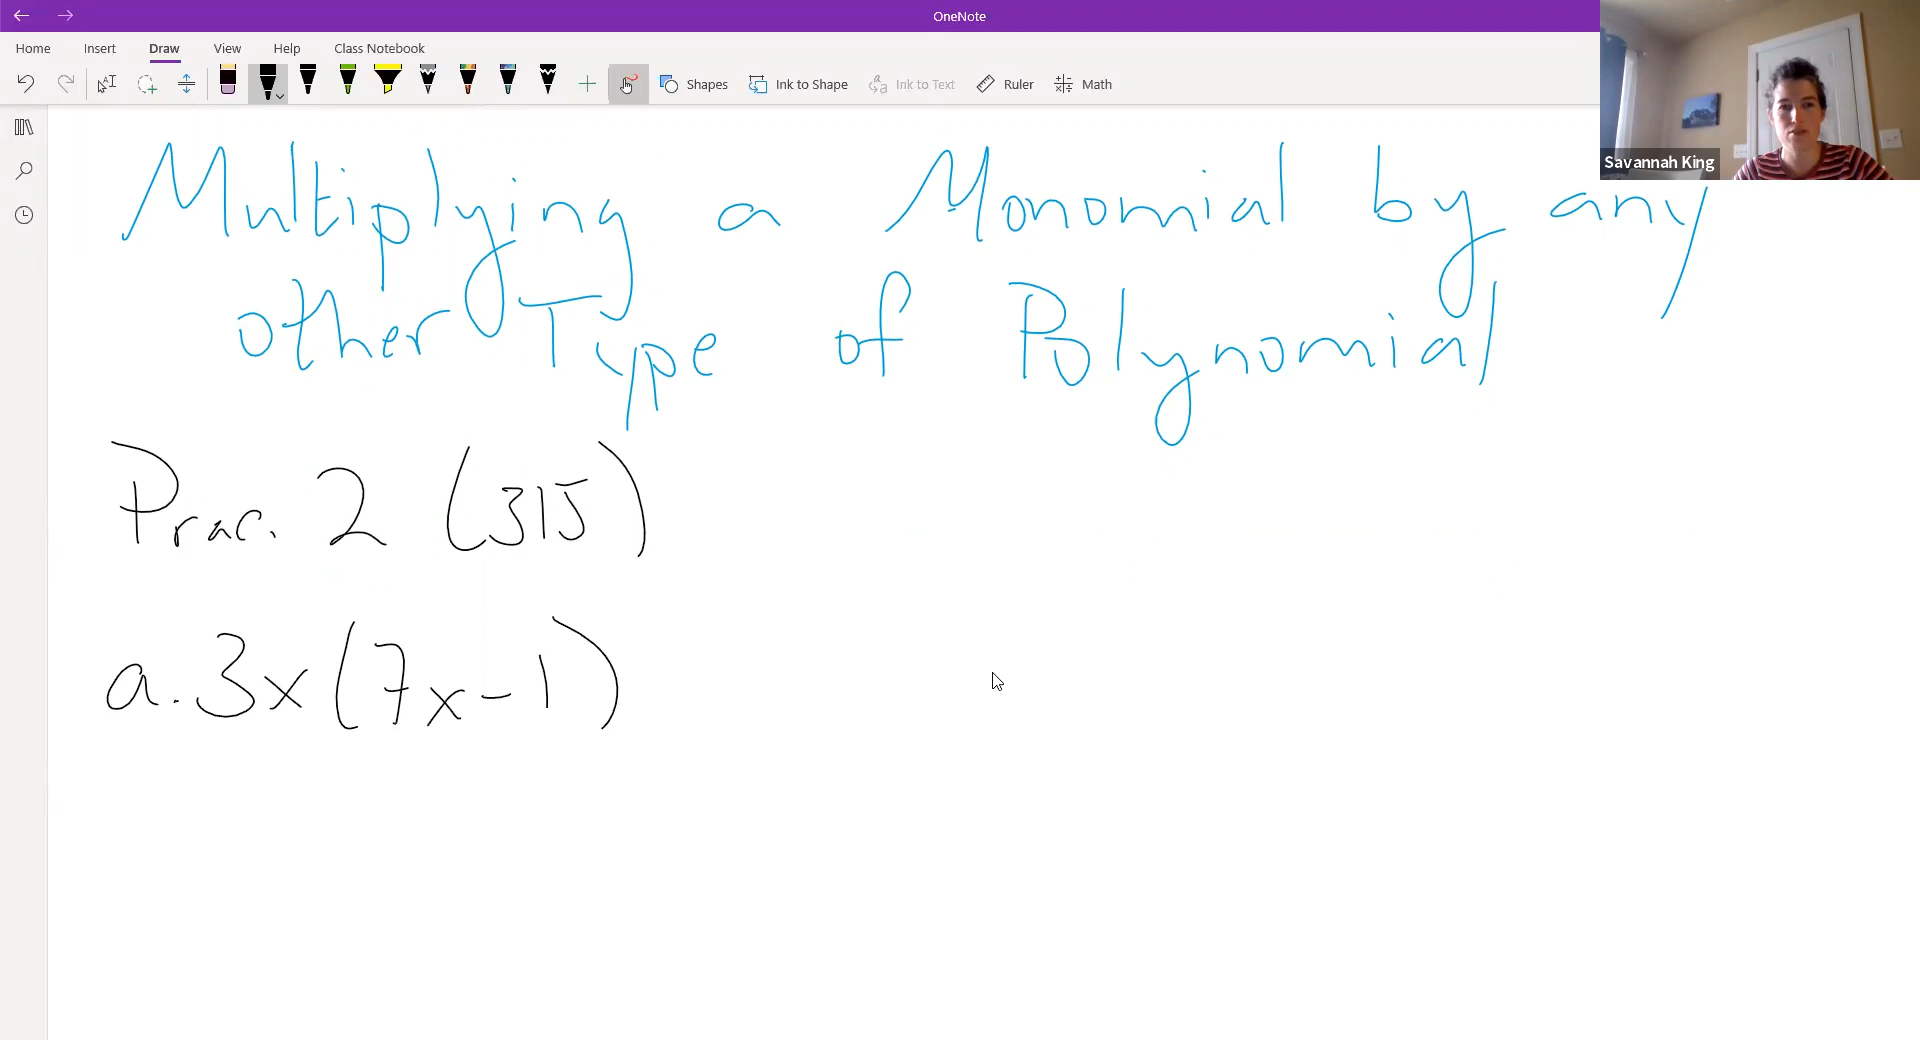 OneNote
Home Insert Draw View Help Class Notebook
Shapes Ink to Shape Ink to Text Ruler Math
Savannah King
Multiplying a Monomial by any
other Type of Polynomial
Prac. 2 (315)
a. 3x(7x-1)